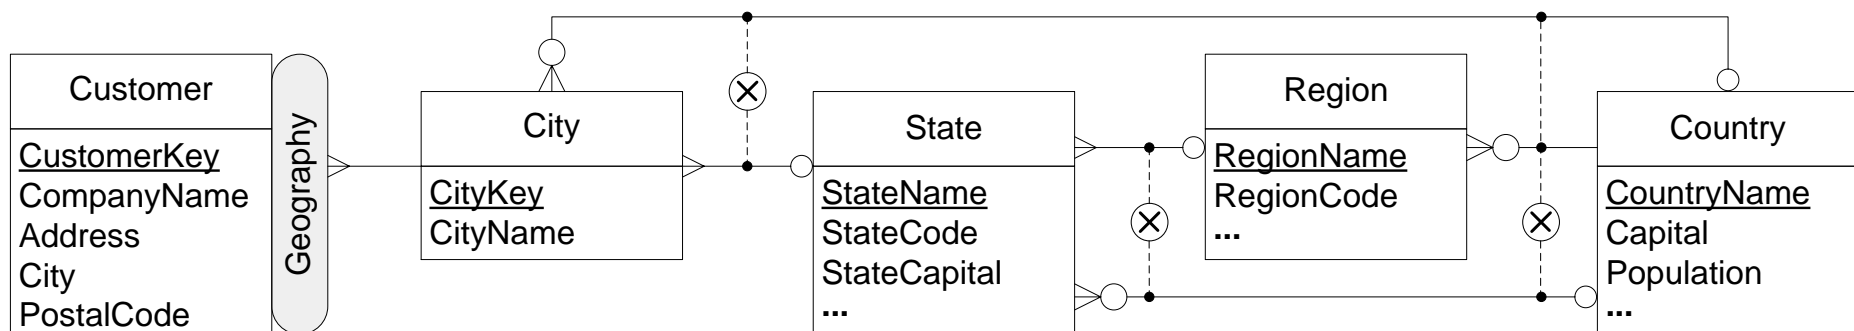 Customer
CustomerKey
CompanyName
Address
City
PostalCode
Geography
City
CityKey
CityName
State
StateName
StateCode
StateCapital
...
Region
RegionName
RegionCode
...
Country
CountryName
Capital
Population
...